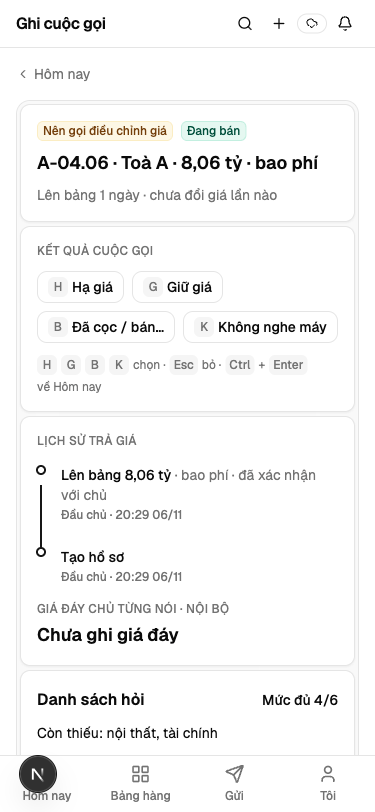 Ghi cuộc gọi
Hôm nay
Nên gọi điều chỉnh giá Đang bán
A-04.06 · Toà A · 8,06 tỷ · bao phí
Lên bảng 1 ngày · chưa đổi giá lần nào
KẾT QUẢ CUỘC GỌI
H Hạ giá G Giữ giá
B Đã cọc / bán... K Không nghe máy
H G B K chọn · Esc bỏ · Ctrl + Enter
về Hôm nay
LỊCH SỬ TRẢ GIÁ
Lên bảng 8,06 tỷ · bao phí · đã xác nhận
với chủ
Đầu chủ · 20:29 06/11
Tạo hồ sơ
Đầu chủ · 20:29 06/11
GIÁ ĐÁY CHỦ TỪNG NÓI · NỘI BỘ
Chưa ghi giá đáy
Danh sách hỏi Mức đủ 4/6
Còn thiếu: nội thất, tài chính
N
Hôm nay Bảng hàng Gửi Tôi